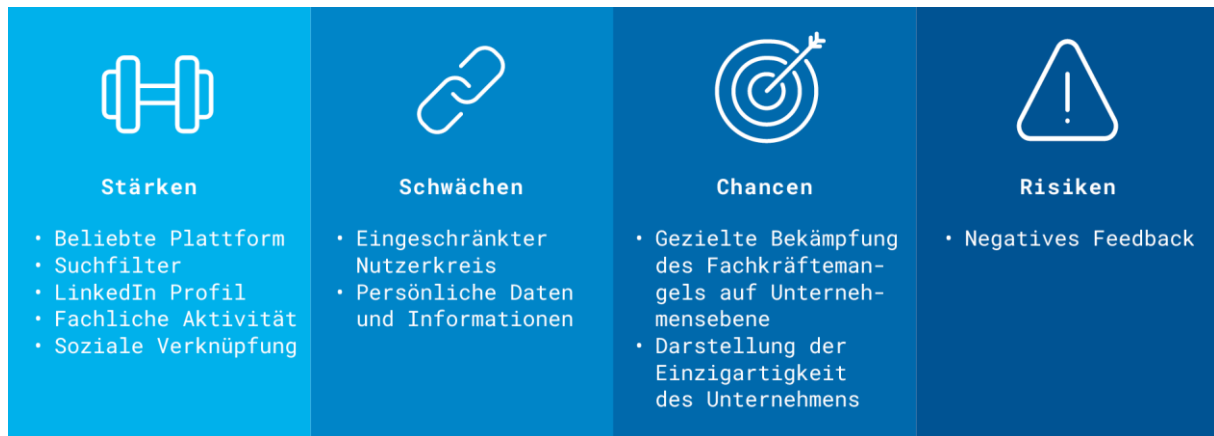 Stärken
• Beliebte Plattform
• Suchfilter
• LinkedIn Profil
• Fachliche Aktivität
• Soziale Verknüpfung
Schwächen
• Eingeschränkter
Nutzerkreis
• Persönliche Daten
und Informationen
Chancen
• Gezielte Bekämpfung
des Fachkräfteman-
gels auf Unterneh-
mensebene
• Darstellung der
Einzigartigkeit
des Unternehmens
Risiken
• Negatives Feedback